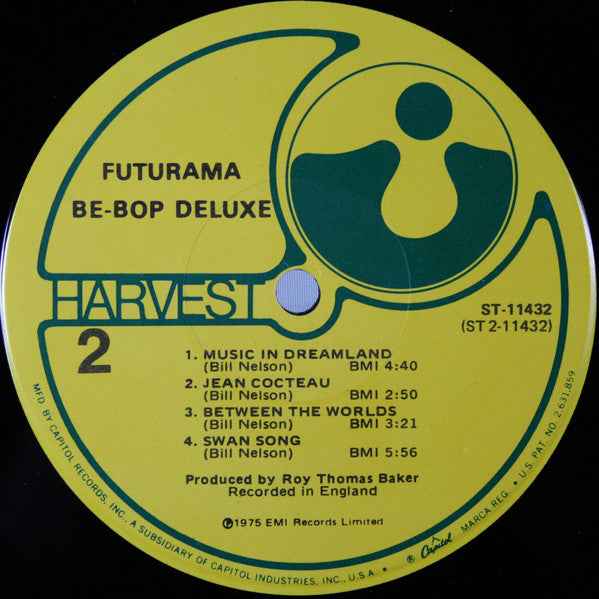 FUTURAMA
BE-BOP DELUXE
HARVEST
2
ST-11432
(ST 2-11432)
1. MUSIC IN DREAMLAND
(Bill Nelson) BMI 4:40
2. JEAN COCTEAU
(Bill Nelson) BMI 2:50
3. BETWEEN THE WORLDS
(Bill Nelson) BMI 3:21
4. SWAN SONG
(Bill Nelson) BMI 5:56
Produced by Roy Thomas Baker
Recorded in England
℗1975 EMI Records Limited
MFD. BY CAPITOL RECORDS, INC., A SUBSIDIARY OF CAPITOL INDUSTRIES, INC., U.S.A. • ® Capitol MARCA REG. • U.S. PAT. NO. 2,631,859